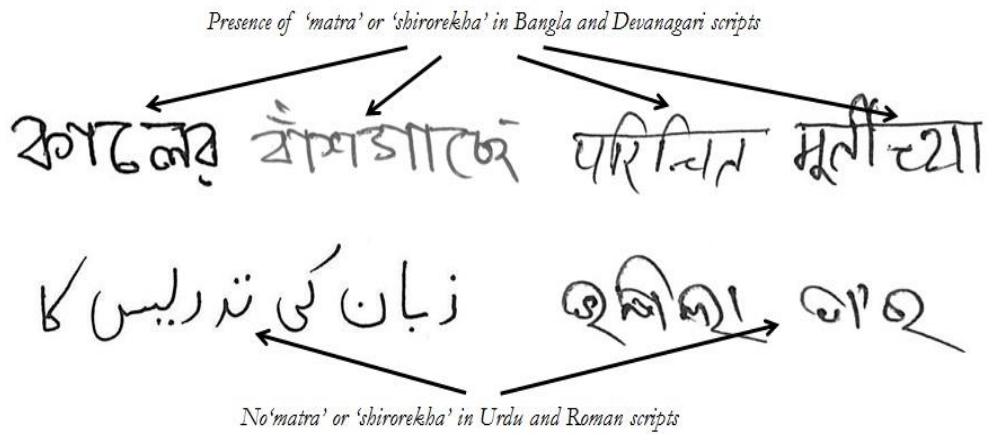 Presence of ‘matra’ or ‘shirorekha’ in Bangla and Devanagari scripts
কালের বাঁশগাছে परिचित मूर्तीच्या
زبان کی تدریس کا
No‘matra’ or ‘shirorekha’ in Urdu and Roman scripts